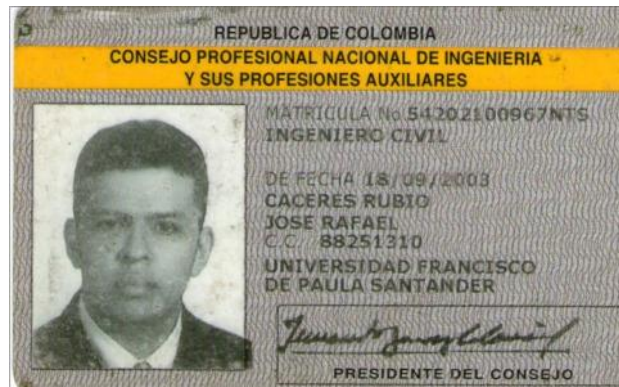 REPUBLICA DE COLOMBIA
CONSEJO PROFESIONAL NACIONAL DE INGENIERIA
Y SUS PROFESIONES AUXILIARES
MATRICULA No 54202100967NTS
INGENIERO CIVIL
DE FECHA 18/09/2003
CACERES RUBIO
JOSE RAFAEL
C.C. 88251310
UNIVERSIDAD FRANCISCO
DE PAULA SANTANDER
PRESIDENTE DEL CONSEJO